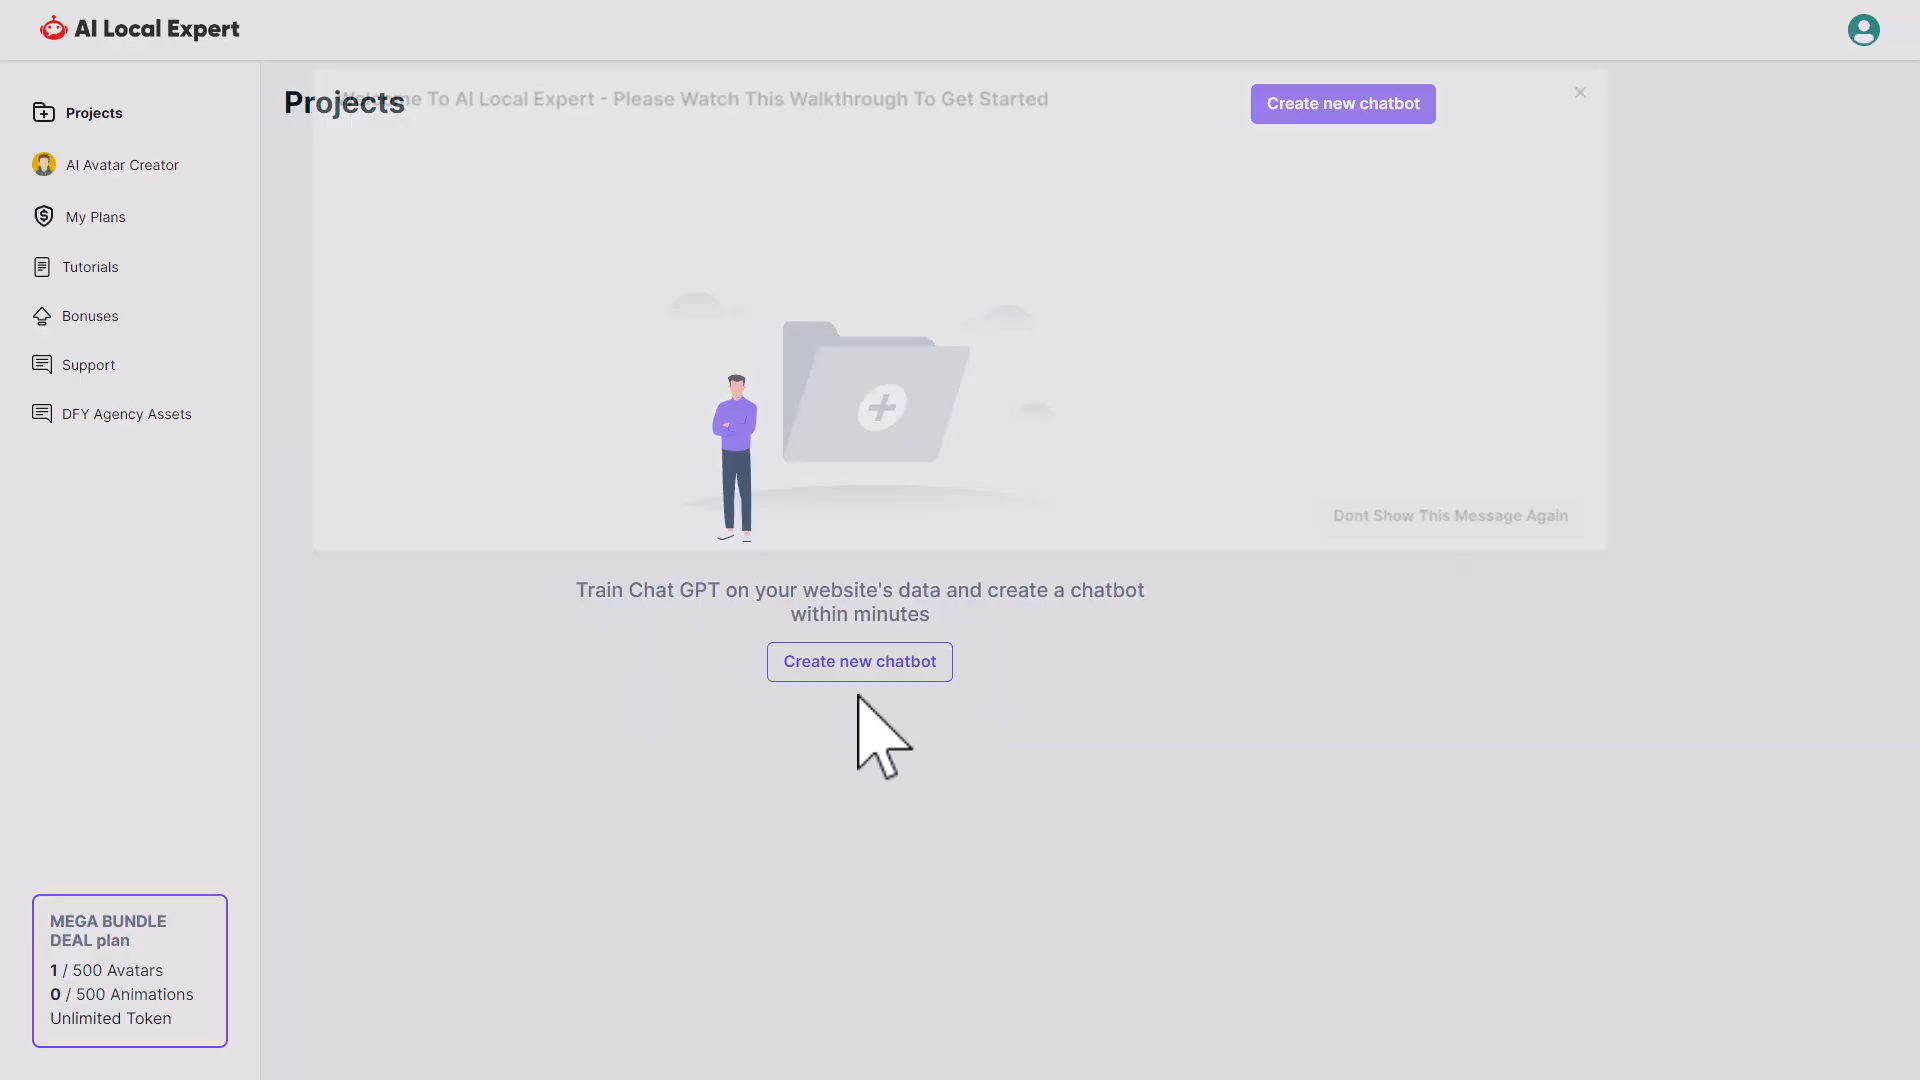 AI Local Expert
Projects
AI Avatar Creator
My Plans
Tutorials
Bonuses
Support
DFY Agency Assets
Projects
Welcome To AI Local Expert - Please Watch This Walkthrough To Get Started
Create new chatbot
Dont Show This Message Again
Train Chat GPT on your website's data and create a chatbot
within minutes
Create new chatbot
MEGA BUNDLE
DEAL plan
1 / 500 Avatars
0 / 500 Animations
Unlimited Token